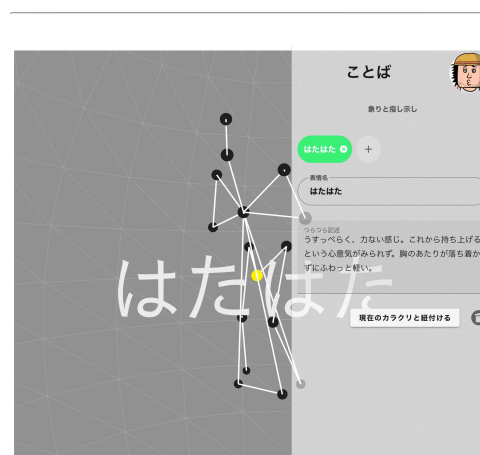 ことば
象りと指し示し
はたはた
+
表情名
はたはた
つらつら記述
うすっぺらく、力ない感じ。これから持ち上げる
という心意気がみられず。胸のあたりが落ち着か
ずにふわっと軽い。
はたはた
現在のカラクリと紐付ける